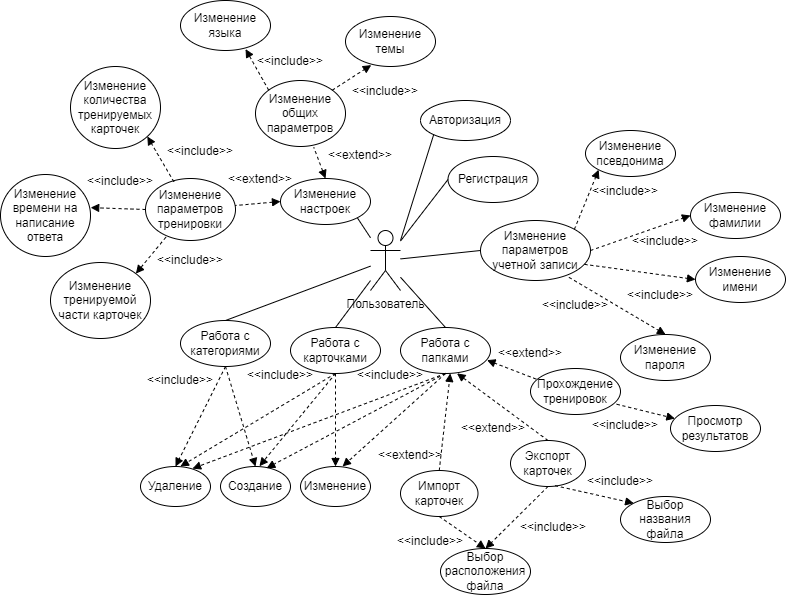 Изменение
языка
Изменение
темы
<<include>>
<<include>>
Изменение
количества
тренируемых
карточек
Изменение
общих
параметров
Авторизация
<<include>>
<<extend>>
Изменение
псевдонима
Регистрация
<<include>>
<<extend>>
<<include>>
Изменение
времени на
написание
ответа
Изменение
параметров
тренировки
Изменение
настроек
Изменение
фамилии
Изменение
параметров
учетной записи
<<include>>
<<include>>
Изменение
имени
Изменение
тренируемой
части карточек
<<include>>
<<include>>
Пользователь
Работа с
категориями
Работа с
карточками
Работа с
папками
Изменение
пароля
<<extend>>
<<include>>
<<include>>
<<include>>
Прохождение
тренировок
<<include>>
Просмотр
результатов
<<extend>>
<<extend>>
Экспорт
карточек
Удаление
Создание
Изменение
Импорт
карточек
<<include>>
Выбор
названия
файла
<<include>>
<<include>>
Выбор
расположения
файла